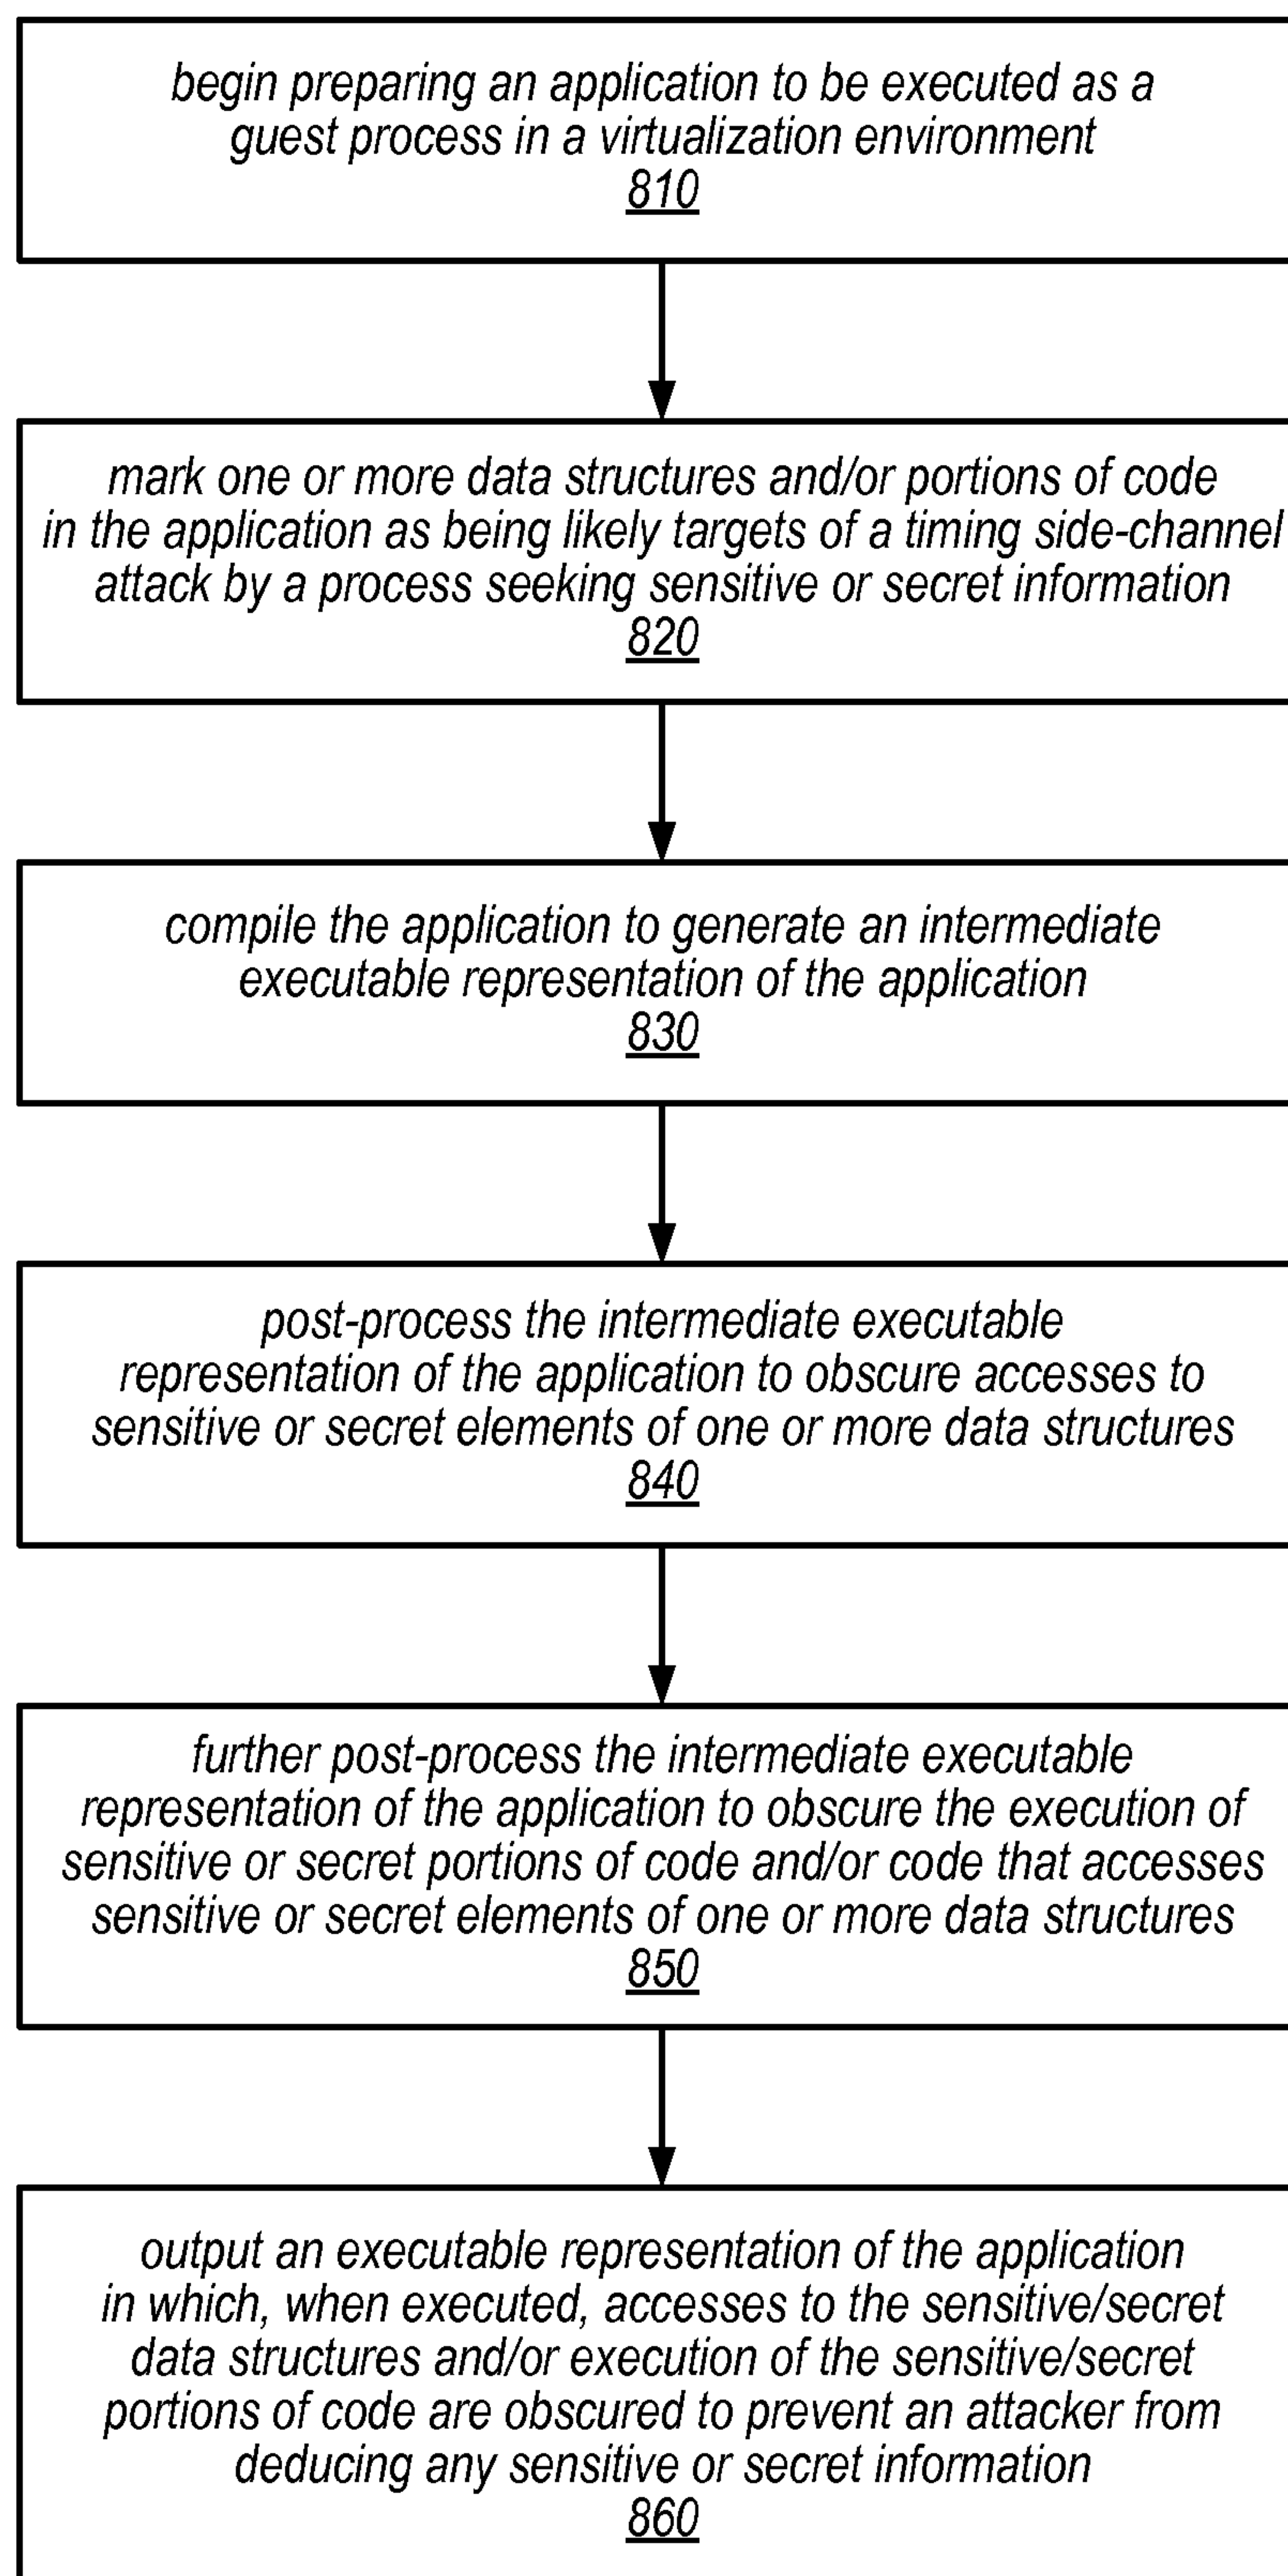 begin preparing an application to be executed as a
guest process in a virtualization environment
810
mark one or more data structures and/or portions of code
in the application as being likely targets of a timing side-channel
attack by a process seeking sensitive or secret information
820
compile the application to generate an intermediate
executable representation of the application
830
post-process the intermediate executable
representation of the application to obscure accesses to
sensitive or secret elements of one or more data structures
840
further post-process the intermediate executable
representation of the application to obscure the execution of
sensitive or secret portions of code and/or code that accesses
sensitive or secret elements of one or more data structures
850
output an executable representation of the application
in which, when executed, accesses to the sensitive/secret
data structures and/or execution of the sensitive/secret
portions of code are obscured to prevent an attacker from
deducing any sensitive or secret information
860